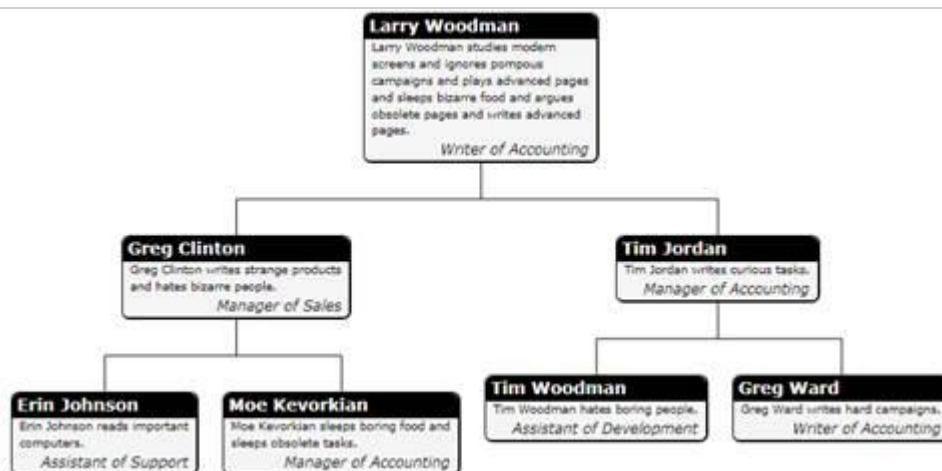 Larry Woodman
Larry Woodman studies modern
screens and ignores pompous
campaigns and plays advanced pages
and sleeps bizarre food and argues
obsolete pages and writes advanced
pages.
Writer of Accounting
Greg Clinton
Greg Clinton writes strange products
and hates bizarre people.
Manager of Sales
Tim Jordan
Tim Jordan writes curious tasks.
Manager of Accounting
Erin Johnson
Erin Johnson reads important
computers.
Assistant of Support
Moe Kevorkian
Moe Kevorkian sleeps boring food and
sleeps obsolete tasks.
Manager of Accounting
Tim Woodman
Tim Woodman hates boring people.
Assistant of Development
Greg Ward
Greg Ward writes hard campaigns.
Writer of Accounting